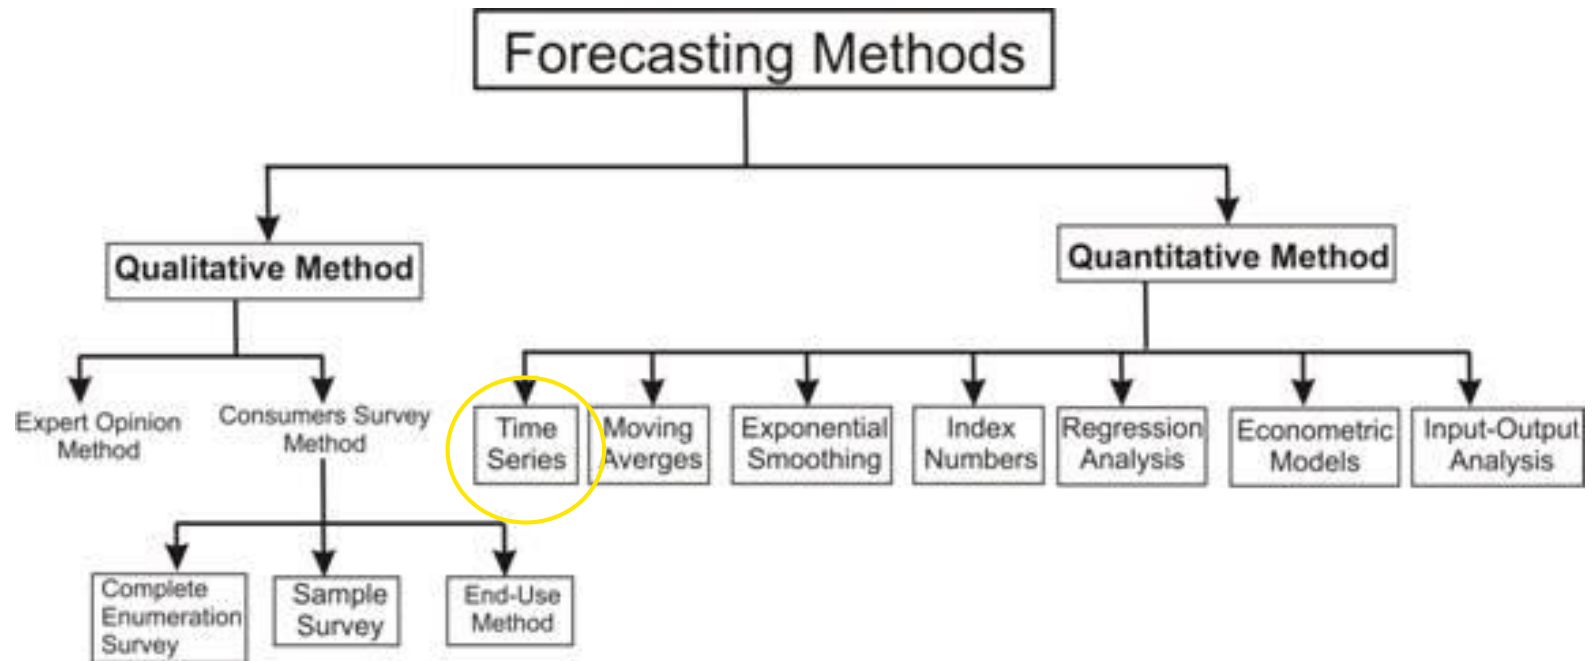 Forecasting Methods
Qualitative Method
Quantitative Method
Expert Opinion
Method
Consumers Survey
Method
Time
Series
Moving
Averges
Exponential
Smoothing
Index
Numbers
Regression
Analysis
Econometric
Models
Input-Output
Analysis
Complete
Enumeration
Survey
Sample
Survey
End-Use
Method